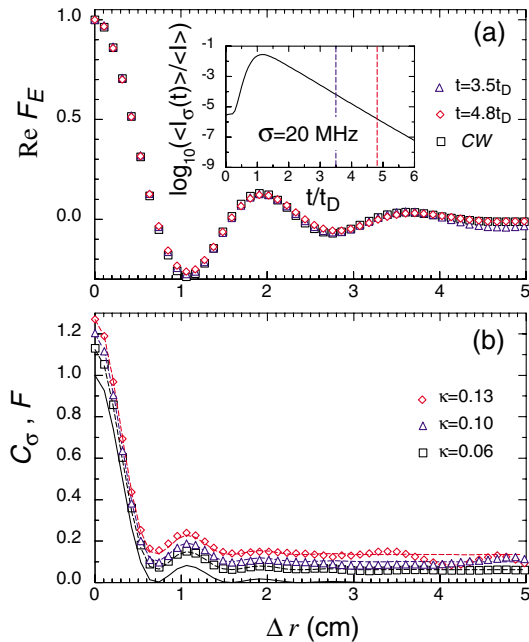 (a)
Re F_E
1.0
0.5
0.0
0 1 2 3 4 5
log10(<I_σ(t)>/<I>)
-1
-3
-5
-7
-9
σ=20 MHz
0 1 2 3 4 5 6
t/t_D
t=3.5t_D
t=4.8t_D
CW
(b)
C_σ , F
1.2
1.0
0.8
0.6
0.4
0.2
0.0
κ=0.13
κ=0.10
κ=0.06
0 1 2 3 4 5
Δ r (cm)